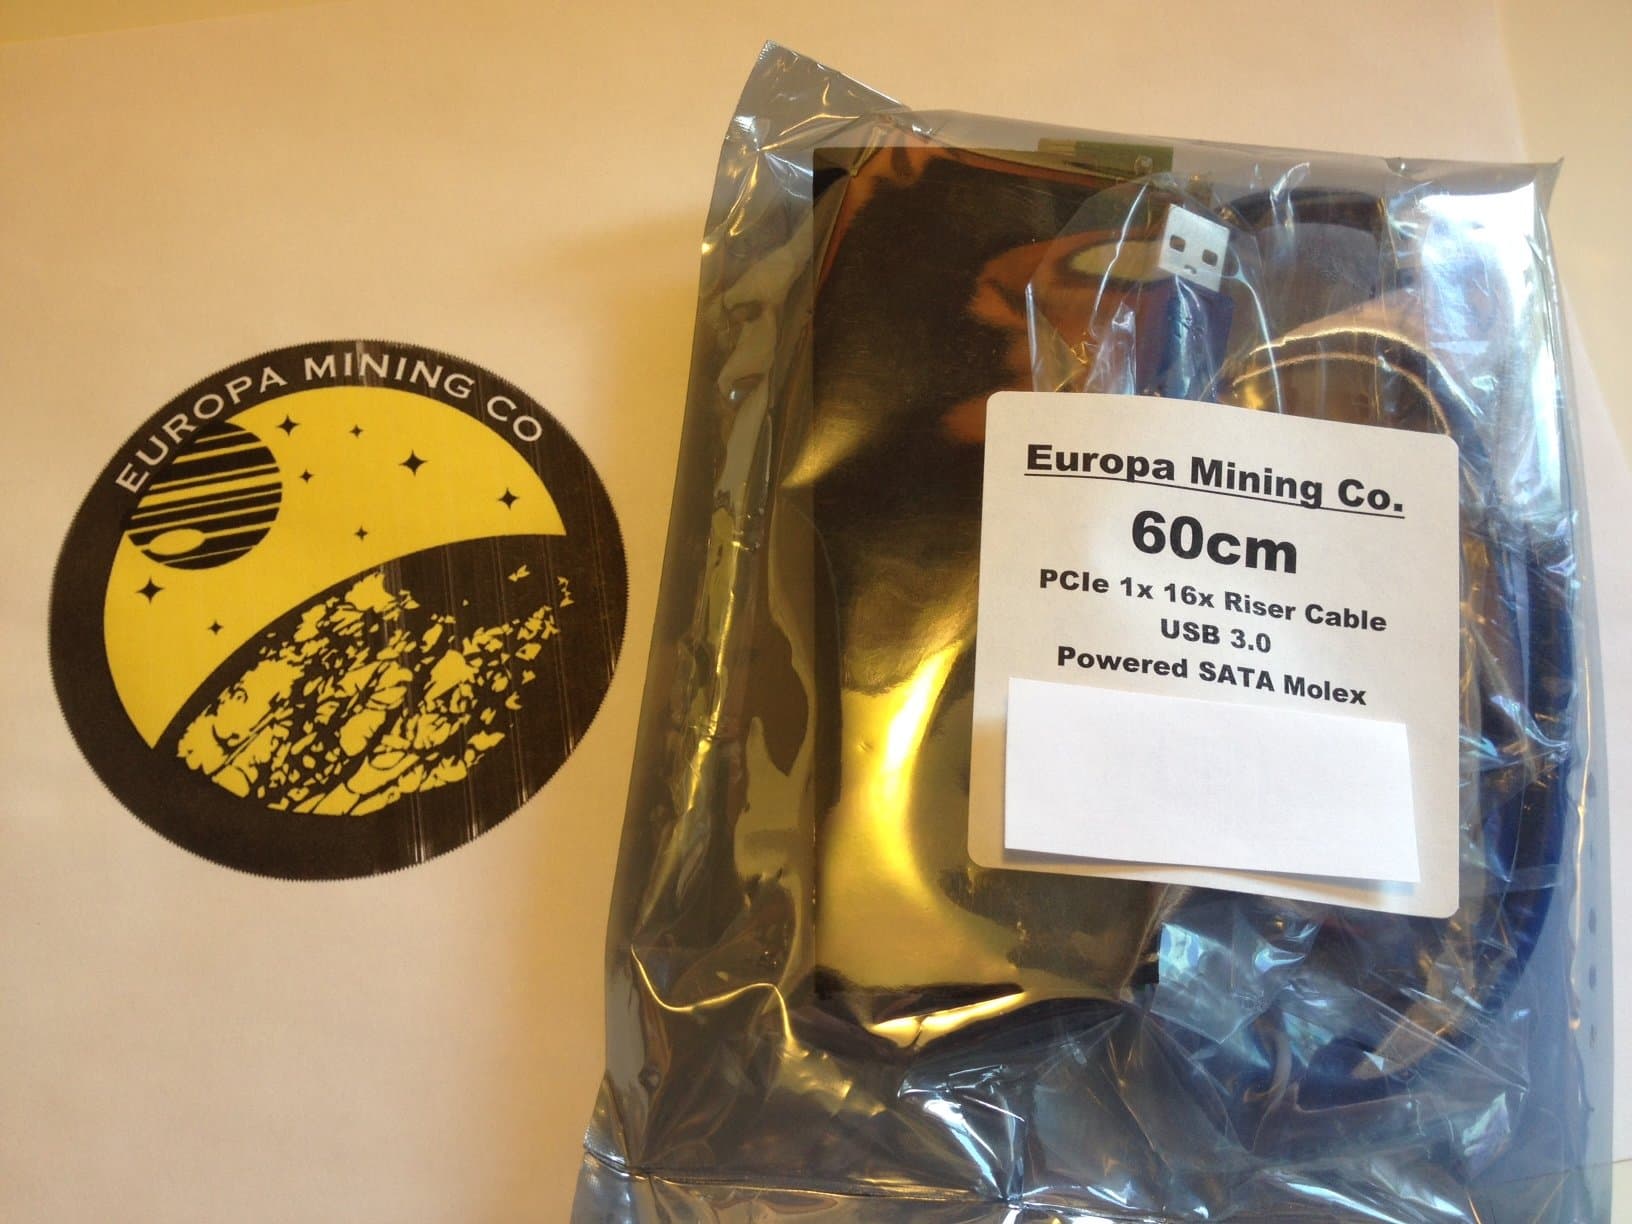 EUROPA MINING CO
Europa Mining Co.
60cm
PCIe 1x 16x Riser Cable
USB 3.0
Powered SATA Molex